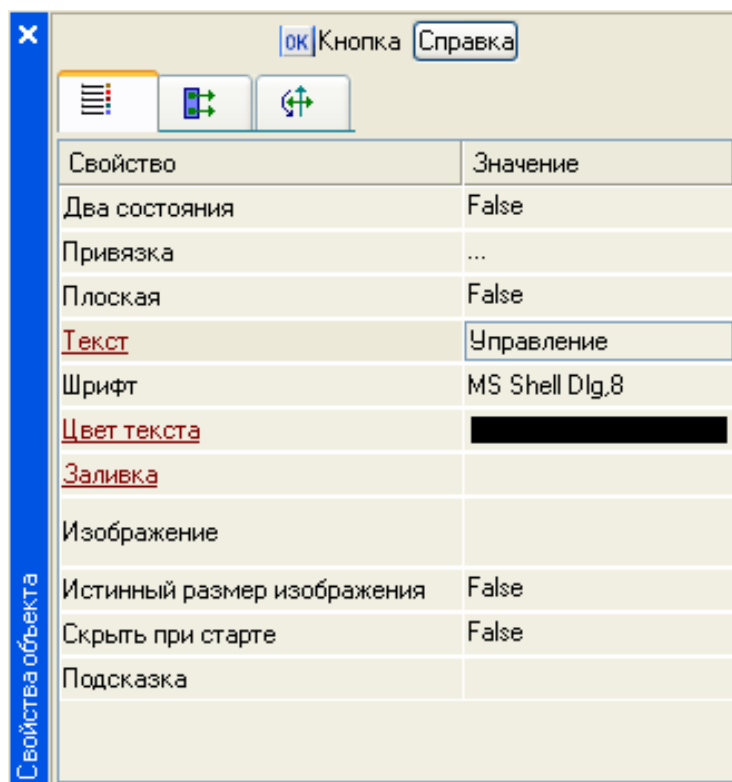 OK Кнопка Справка
Свойство Значение
Два состояния False
Привязка ...
Плоская False
Текст Управление
Шрифт MS Shell Dlg,8
Цвет текста
Заливка
Изображение
Истинный размер изображения False
Скрыть при старте False
Подсказка
Свойства объекта